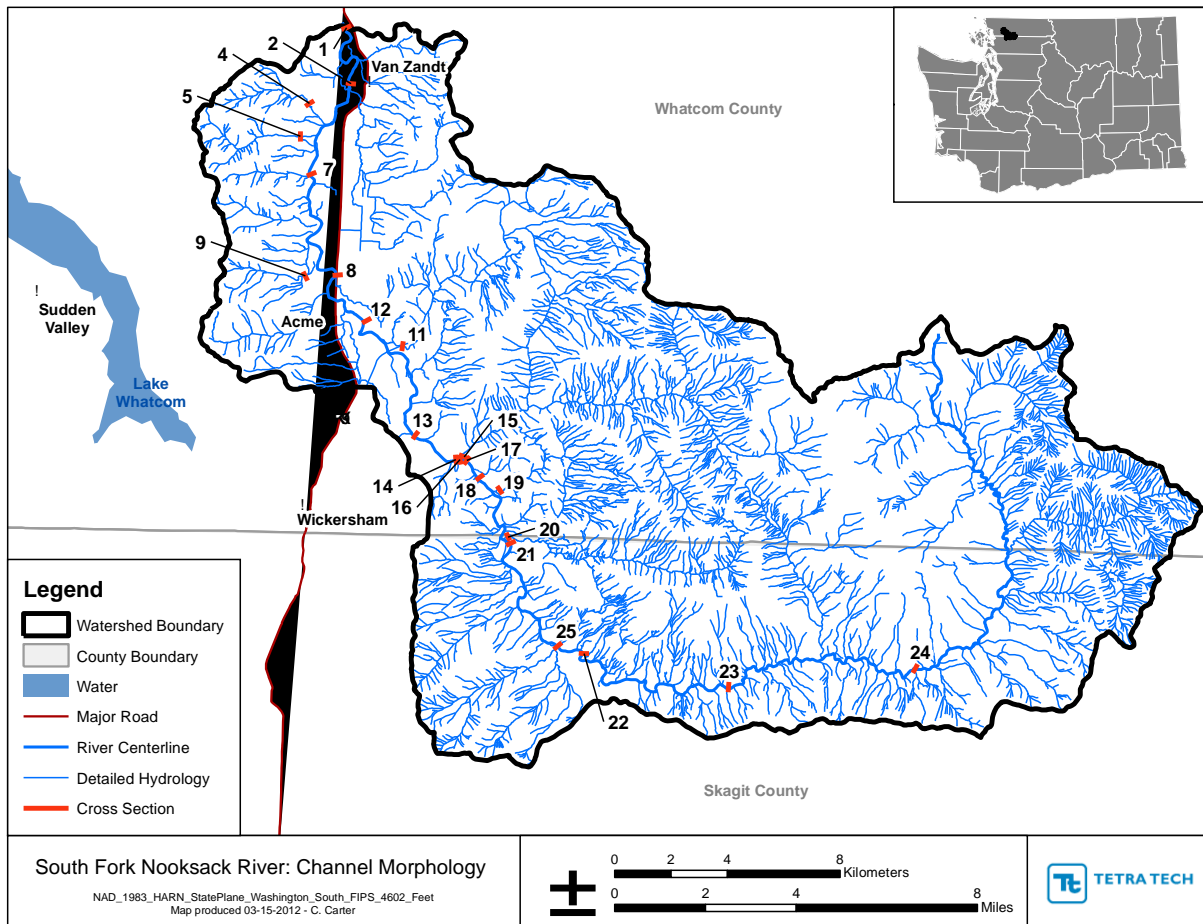 1
2
4
Van Zandt
5
Whatcom County
7
9
8
Sudden
Valley
12
Acme
11
Lake
Whatcom
13
15
17
14
18
19
16
Wickersham
20
21
Legend
Watershed Boundary
County Boundary
Water
Major Road
River Centerline
Detailed Hydrology
Cross Section
25
24
23
22
Skagit County
South Fork Nooksack River: Channel Morphology
NAD_1983_HARN_StatePlane_Washington_South_FIPS_4602_Feet
Map produced 03-15-2012 - C. Carter
0 2 4 8
Kilometers
0 2 4 8
Miles
Tt TETRA TECH